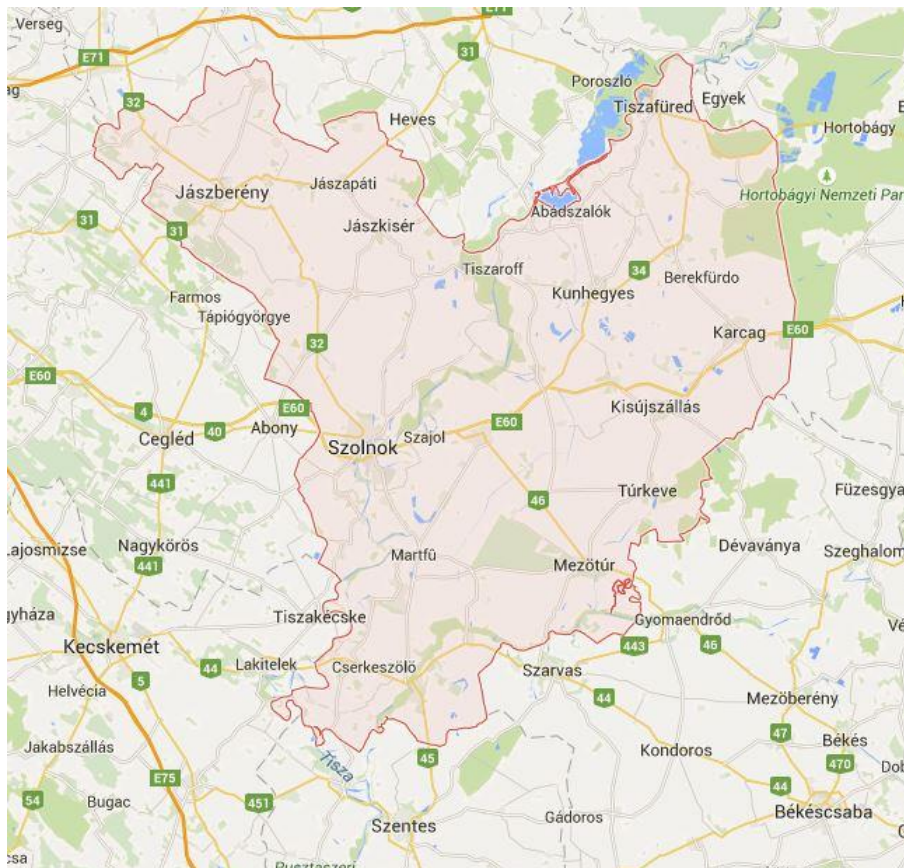 Verseg
E71
E71
31
32
Poroszló
Tiszafüred
Egyek
Heves
Hortobágy
Jászberény
Jászapáti
Hortobágyi Nemzeti Par
Abádszalók
31
31
Jászkisér
Tiszaroff
34
Berekfürdo
Farmos
Kunhegyes
Tápiógyörgye
Karcag
E60
32
E60
4
E60
Kisújszállás
40
Abony
E60
Cegléd
Szolnok
Szajol
441
46
Túrkeve
Füzesgya
Lajosmizse
Nagykőrös
Martfû
Dévaványa
Szeghalom
441
Mezötúr
gyháza
Tiszakécske
Gyomaendrőd
Kecskemét
443
46
44
Lakitelek
Cserkeszölö
Szarvas
5
Helvécia
44
Mezöberény
47
Jakabszállás
Kondoros
Békés
45
Tisza
470
E75
44
54
Bugac
451
Gádoros
Békéscsaba
Szentes
csa
Pusztaszeri